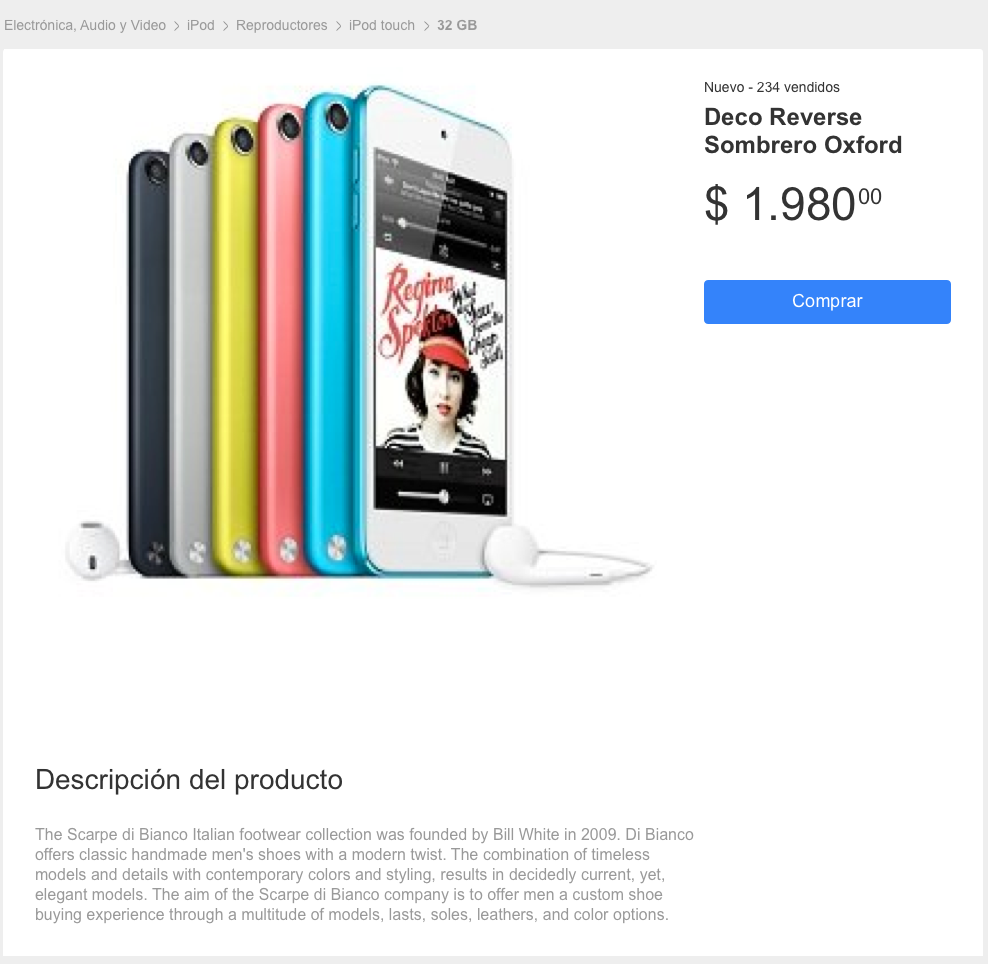 Electrónica, Audio y Video > iPod > Reproductores > iPod touch > 32 GB
Nuevo - 234 vendidos
Deco Reverse
Sombrero Oxford
$ 1.980 00
Comprar
Regina
Spektor
What
We Saw
from the
Cheap
Seats
Descripción del producto
The Scarpe di Bianco Italian footwear collection was founded by Bill White in 2009. Di Bianco
offers classic handmade men's shoes with a modern twist. The combination of timeless
models and details with contemporary colors and styling, results in decidedly current, yet,
elegant models. The aim of the Scarpe di Bianco company is to offer men a custom shoe
buying experience through a multitude of models, lasts, soles, leathers, and color options.